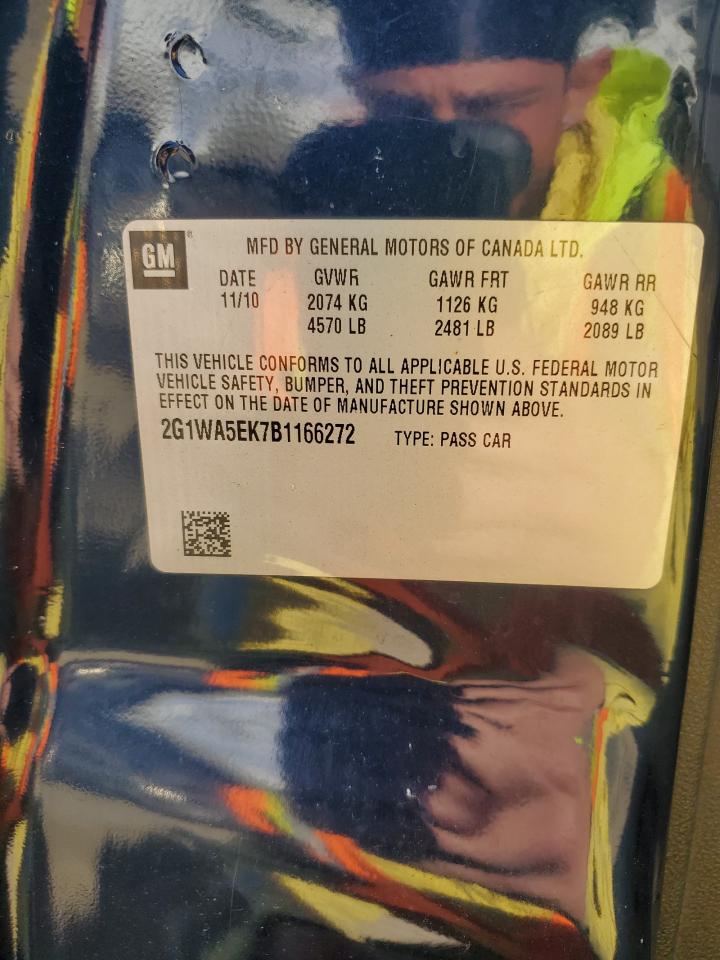 GM®
MFD BY GENERAL MOTORS OF CANADA LTD.
DATE GVWR GAWR FRT GAWR RR
11/10 2074 KG 1126 KG 948 KG
4570 LB 2481 LB 2089 LB
THIS VEHICLE CONFORMS TO ALL APPLICABLE U.S. FEDERAL MOTOR
VEHICLE SAFETY, BUMPER, AND THEFT PREVENTION STANDARDS IN
EFFECT ON THE DATE OF MANUFACTURE SHOWN ABOVE.
2G1WA5EK7B1166272 TYPE: PASS CAR